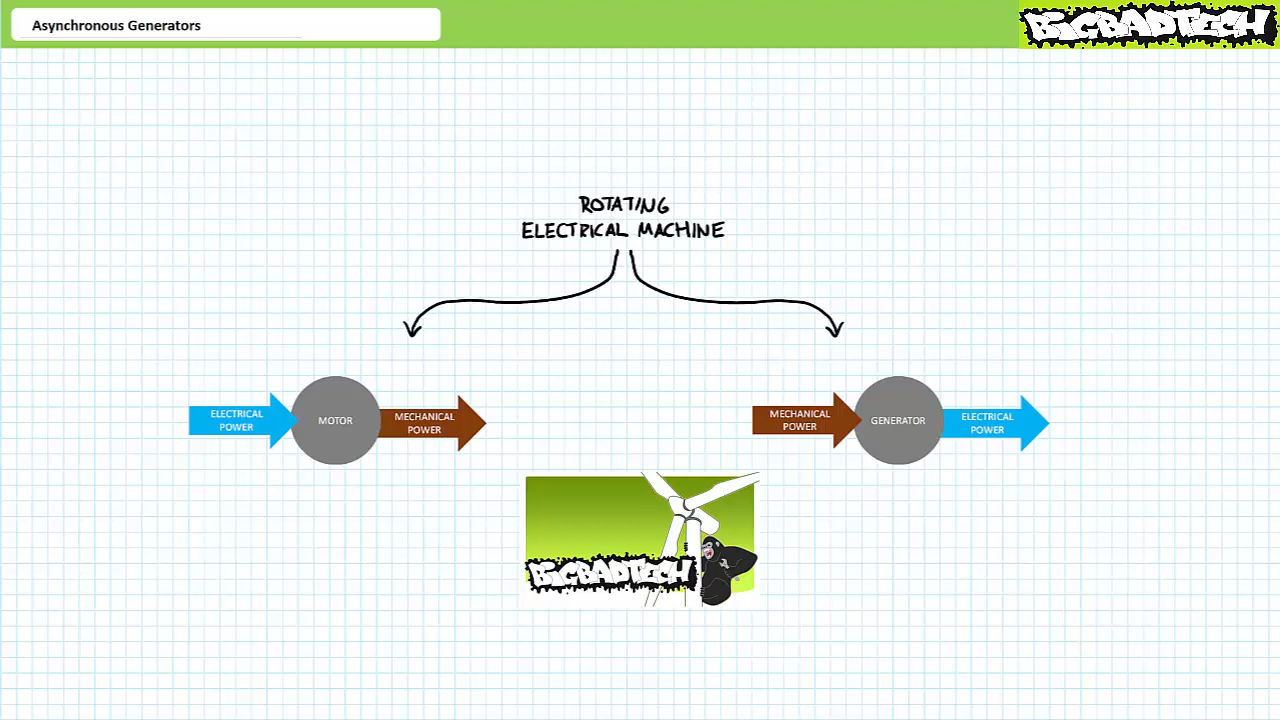 Asynchronous Generators
BIGBADTECH
ROTATING
ELECTRICAL MACHINE
ELECTRICAL
POWER
MOTOR
MECHANICAL
POWER
MECHANICAL
POWER
GENERATOR
ELECTRICAL
POWER
BIGBADTECH